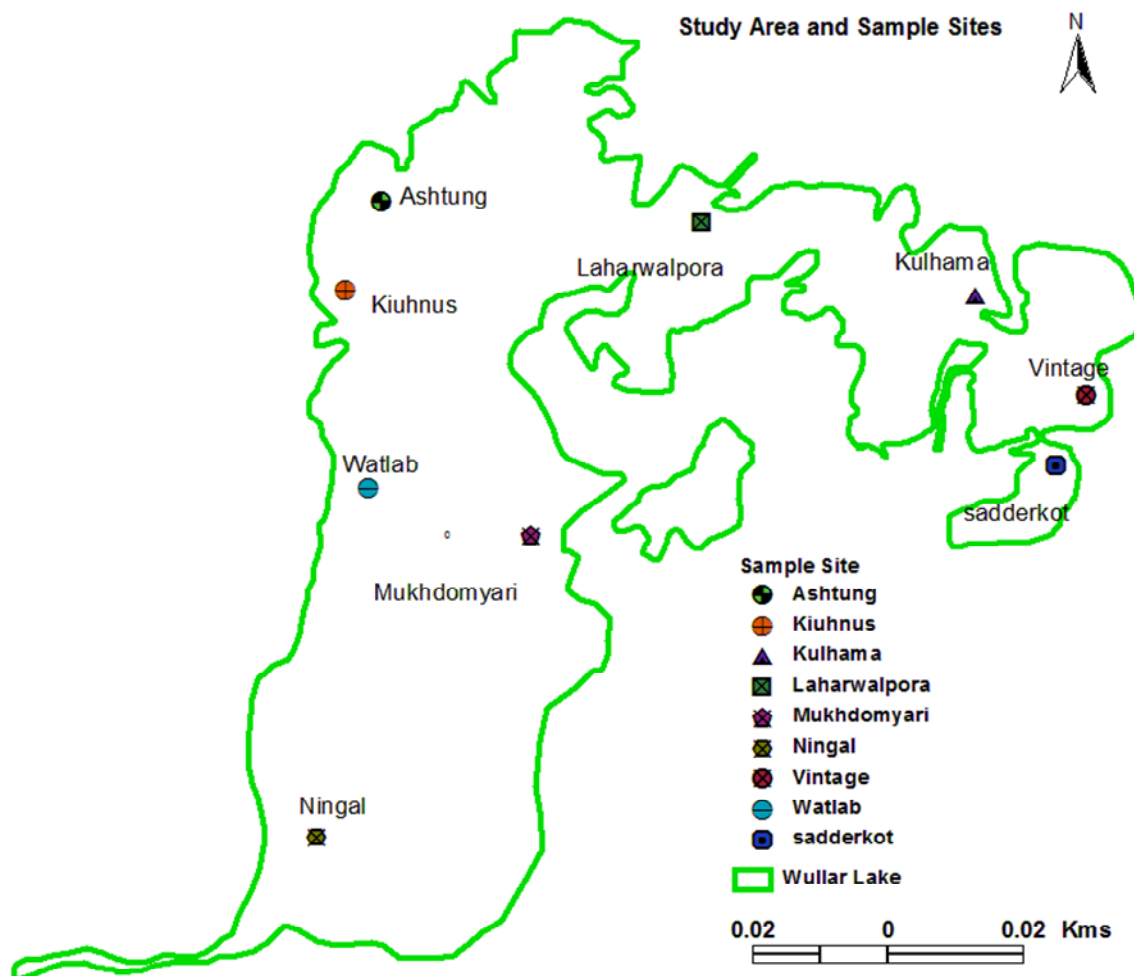 Study Area and Sample Sites
N
Ashtung
Laharwalpora
Kulhama
Kiuhnus
Vintage
Watlab
sadderkot
Mukhdomyari
Ningal
Sample Site
Ashtung
Kiuhnus
Kulhama
Laharwalpora
Mukhdomyari
Ningal
Vintage
Watlab
sadderkot
Wullar Lake
0.02 0 0.02 Kms